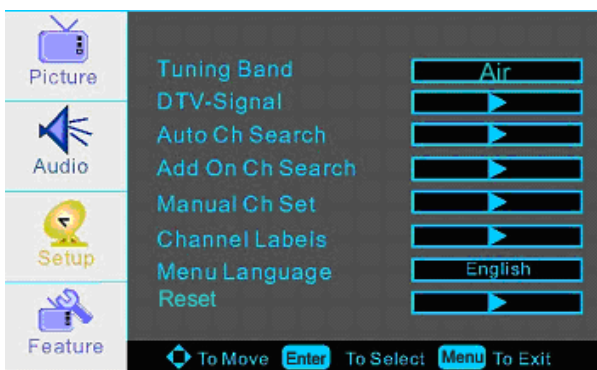 Picture
Audio
Setup
Feature
Tuning Band Air
DTV-Signal
Auto Ch Search
Add On Ch Search
Manual Ch Set
Channel Labels
Menu Language English
Reset
To Move Enter To Select Menu To Exit